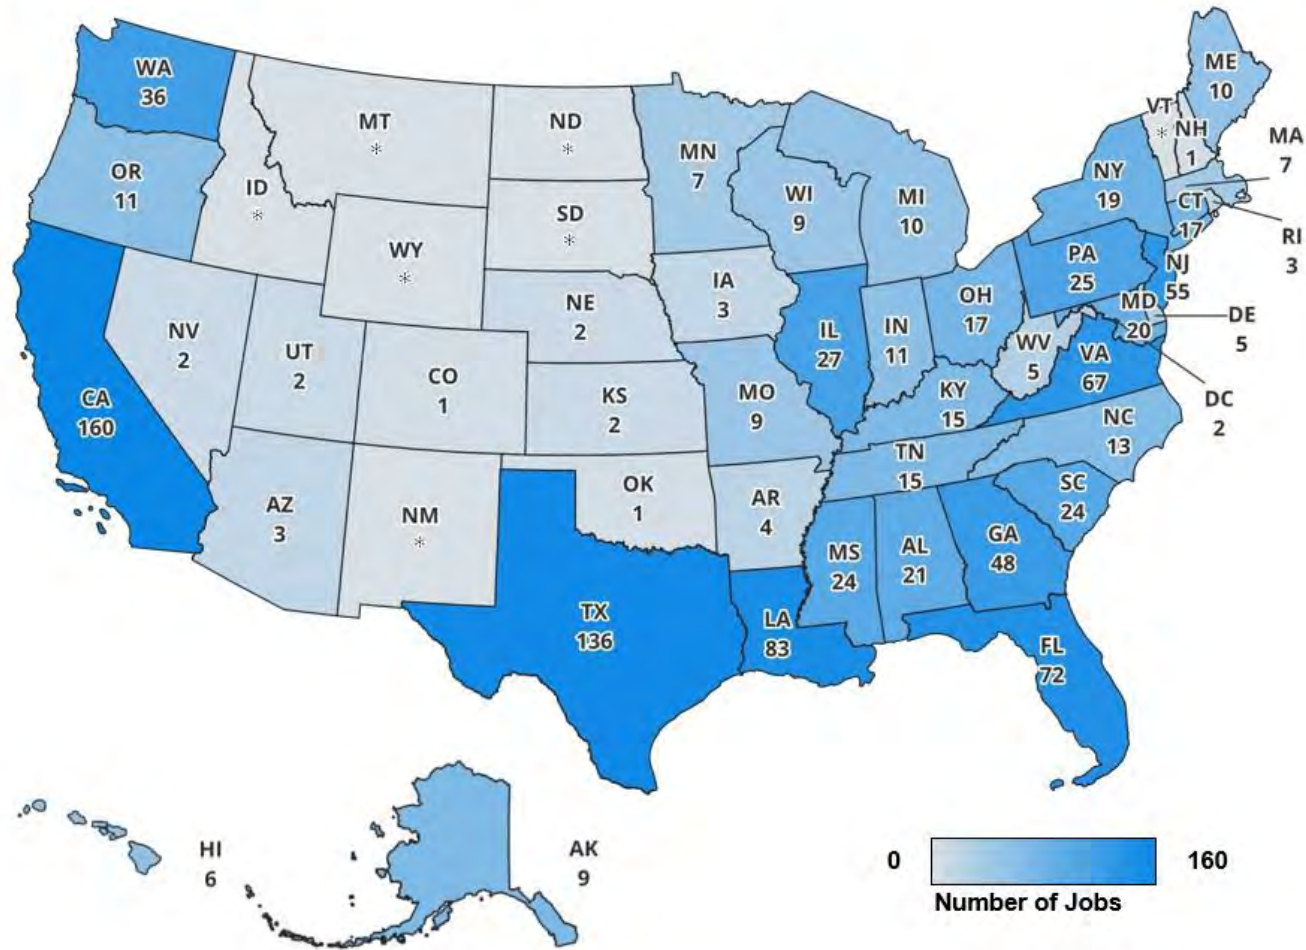 WA
36
MT
*
ND
*
MN
7
ME
10
VT
*
NH
1
MA
7
OR
11
ID
*
SD
*
WI
9
MI
10
NY
19
CT
17
RI
3
WY
*
NE
2
IA
3
PA
25
NJ
55
NV
2
UT
2
CO
1
KS
2
MO
9
IL
27
IN
11
OH
17
WV
5
MD
20
DE
5
VA
67
DC
2
CA
160
KY
15
NC
13
TN
15
SC
24
AZ
3
NM
*
OK
1
AR
4
MS
24
AL
21
GA
48
TX
136
LA
83
FL
72
HI
6
AK
9
0
160
Number of Jobs